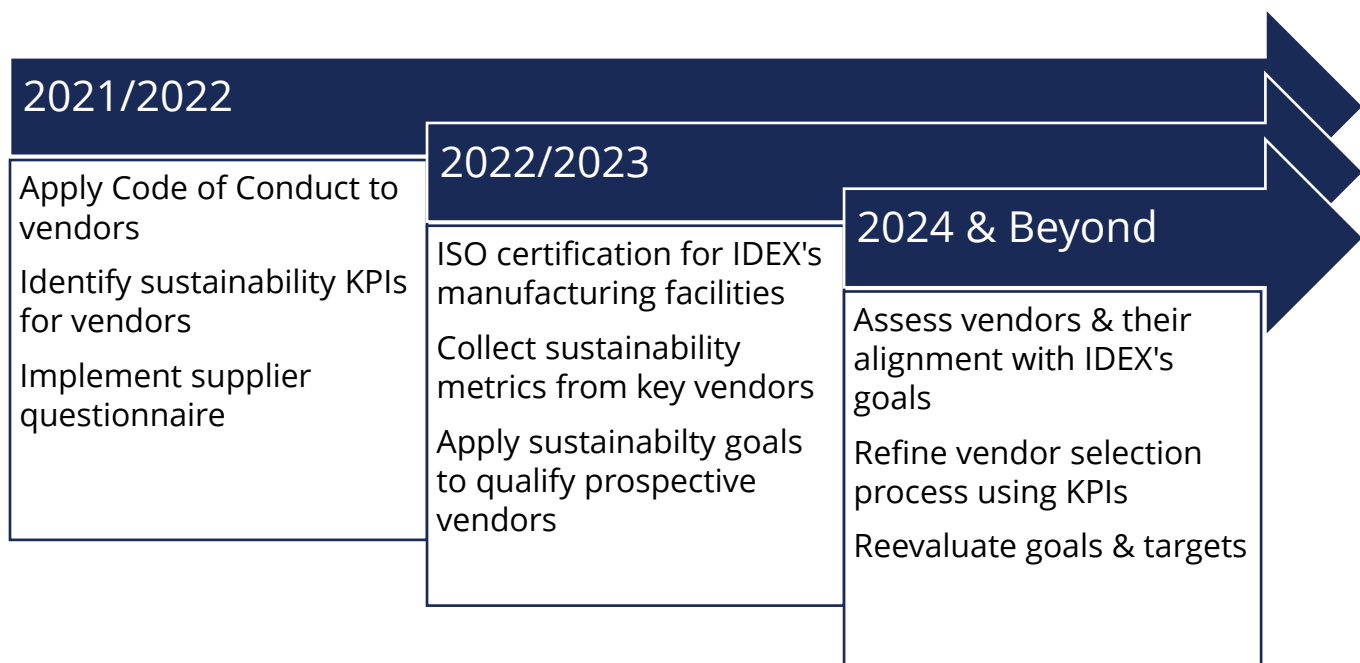 2021/2022
Apply Code of Conduct to
vendors
Identify sustainability KPIs
for vendors
Implement supplier
questionnaire
2022/2023
ISO certification for IDEX's
manufacturing facilities
Collect sustainability
metrics from key vendors
Apply sustainabilty goals
to qualify prospective
vendors
2024 & Beyond
Assess vendors & their
alignment with IDEX's
goals
Refine vendor selection
process using KPIs
Reevaluate goals & targets